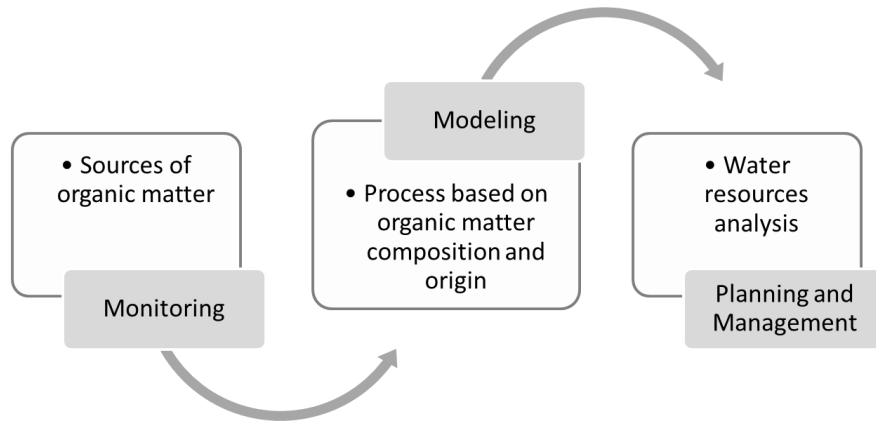 • Sources of
organic matter
Monitoring
Modeling
• Process based on
organic matter
composition and
origin
• Water
resources
analysis
Planning and
Management